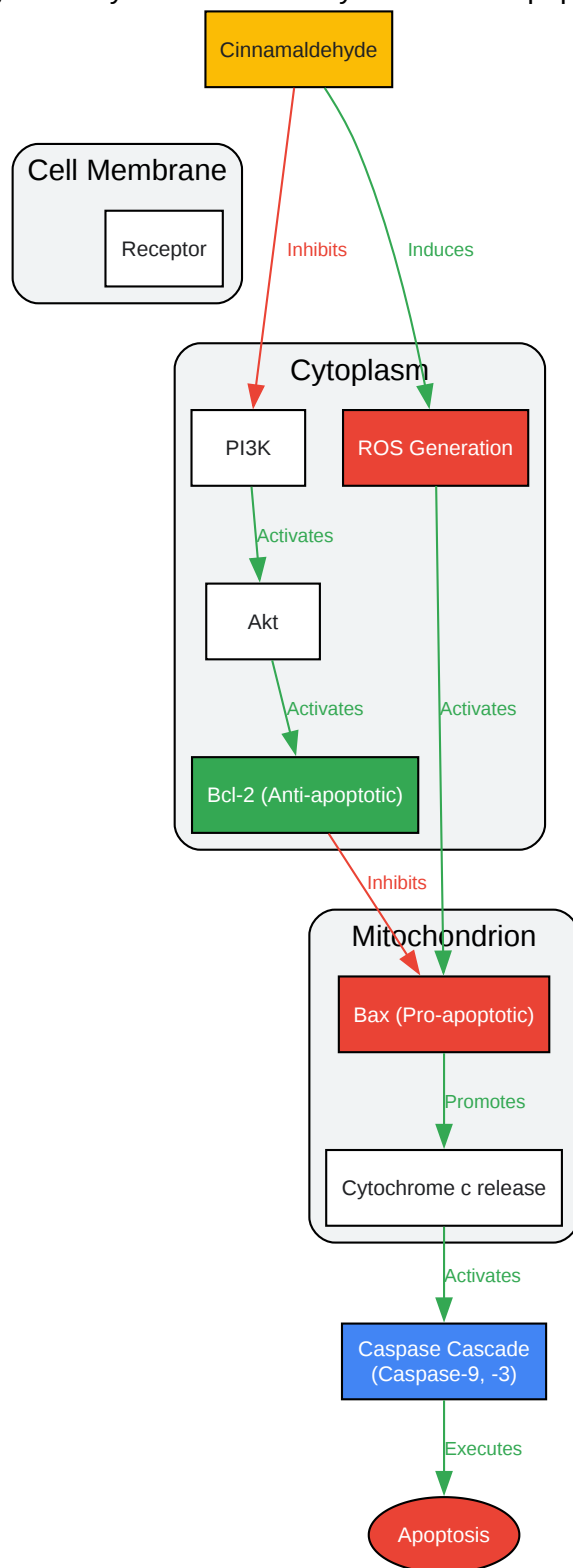 Cinnamaldehyde
Cell Membrane
Receptor
Inhibits
Induces
Cytoplasm
PI3K
ROS Generation
Activates
Akt
Activates
Activates
Bcl-2 (Anti-apoptotic)
Inhibits
Mitochondrion
Bax (Pro-apoptotic)
Promotes
Cytochrome c release
Activates
Caspase Cascade
(Caspase-9, -3)
Executes
Apoptosis